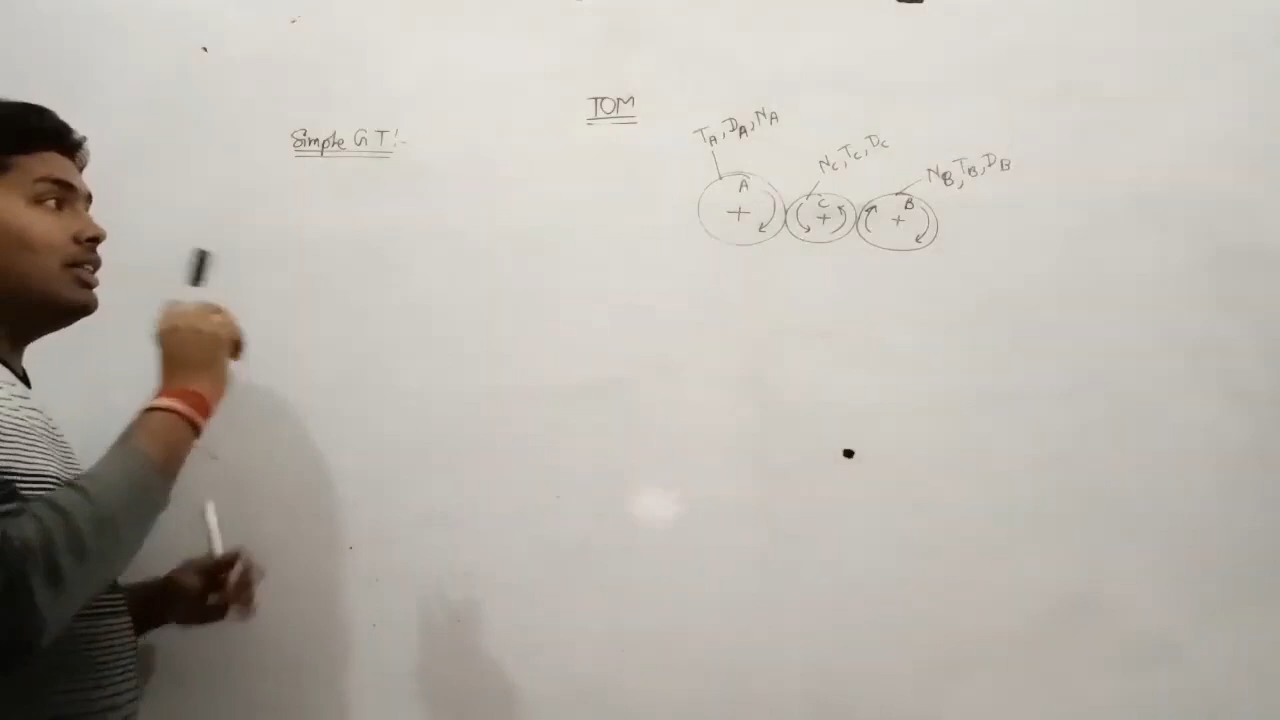 TOM
Simple G T:-
TA, DA, NA
NC, TC, DC
NB, TB, DB
A
C
B